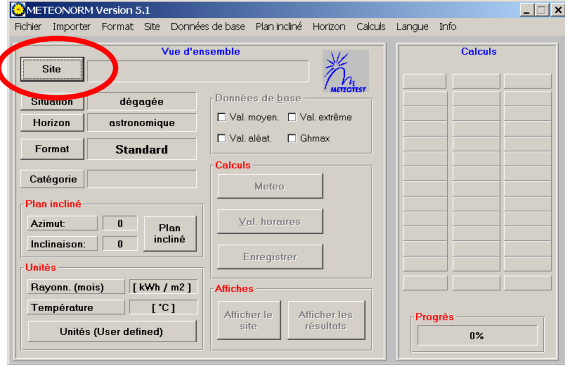 METEONORM Version 5.1
Fichier Importer Format Site Données de base Plan incliné Horizon Calculs Langue Info
Vue d'ensemble
Site
METEOTEST
Situation dégagée
Horizon astronomique
Format Standard
Catégorie
Données de base
Val. moyen. Val. extrême
Val. aléat. Ghmax
Calculs
Meteo
Val. horaires
Enregistrer
Plan incliné
Azimut: 0
Inclinaison: 0
Plan
incliné
Unités
Rayonn. (mois) [ kWh / m2 ]
Température [ °C ]
Unités (User defined)
Affiches
Afficher le
site
Afficher les
résultats
Calculs
Progrès
0%